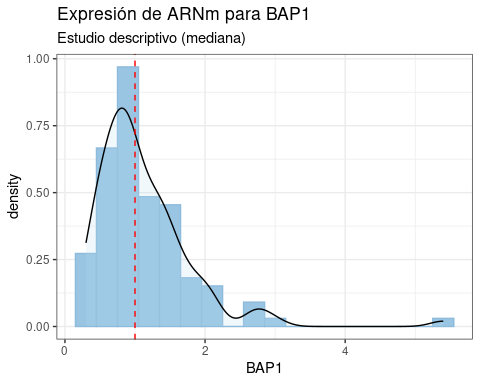 Expresión de ARNm para BAP1
Estudio descriptivo (mediana)
1.00
0.75
0.50
0.25
0.00
density
0
2
4
BAP1